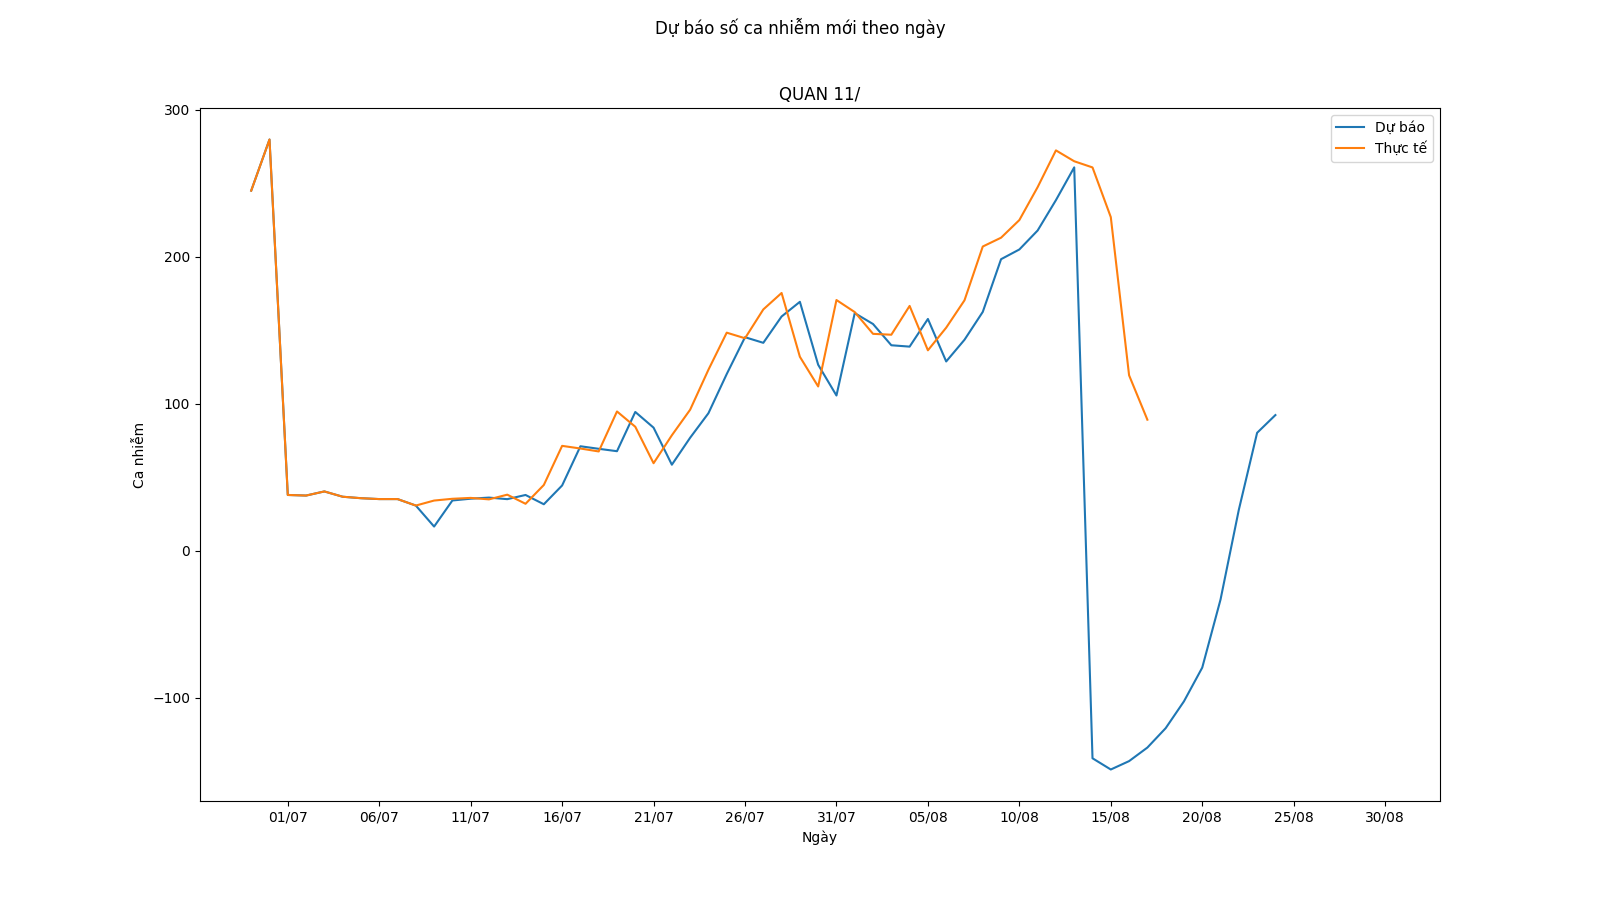 Dự báo số ca nhiễm mới theo ngày
QUAN 11/
Dự báo
Thực tế
300
200
100
0
−100
Ca nhiễm
01/07 06/07 11/07 16/07 21/07 26/07 31/07 05/08 10/08 15/08 20/08 25/08 30/08
Ngày